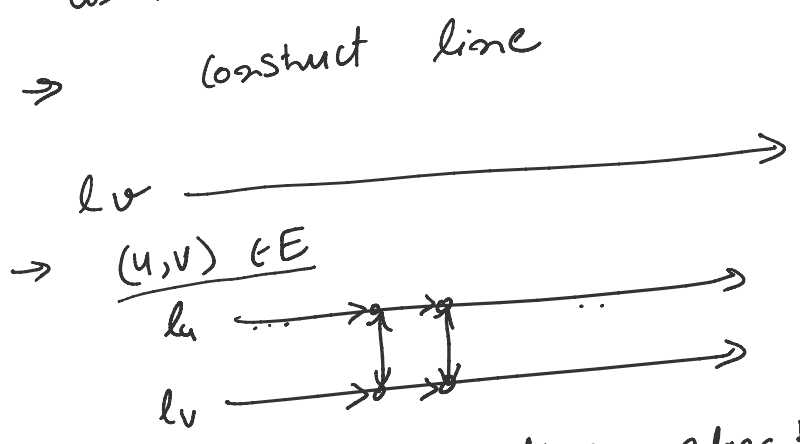 → construct line
lv
→ (u,v) ∈ E
lu ... ..
lv